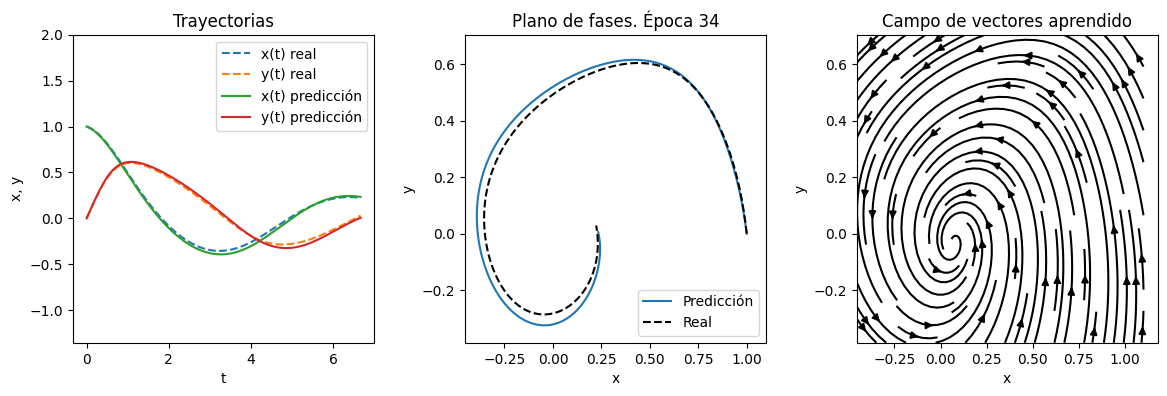 Trayectorias
2.0
1.5
1.0
0.5
0.0
−0.5
−1.0
x, y
0
2
4
6
t
x(t) real
y(t) real
x(t) predicción
y(t) predicción
Plano de fases. Época 34
0.6
0.4
0.2
0.0
−0.2
y
−0.25
0.00
0.25
0.50
0.75
1.00
x
Predicción
Real
Campo de vectores aprendido
0.6
0.4
0.2
0.0
−0.2
y
−0.25
0.00
0.25
0.50
0.75
1.00
x